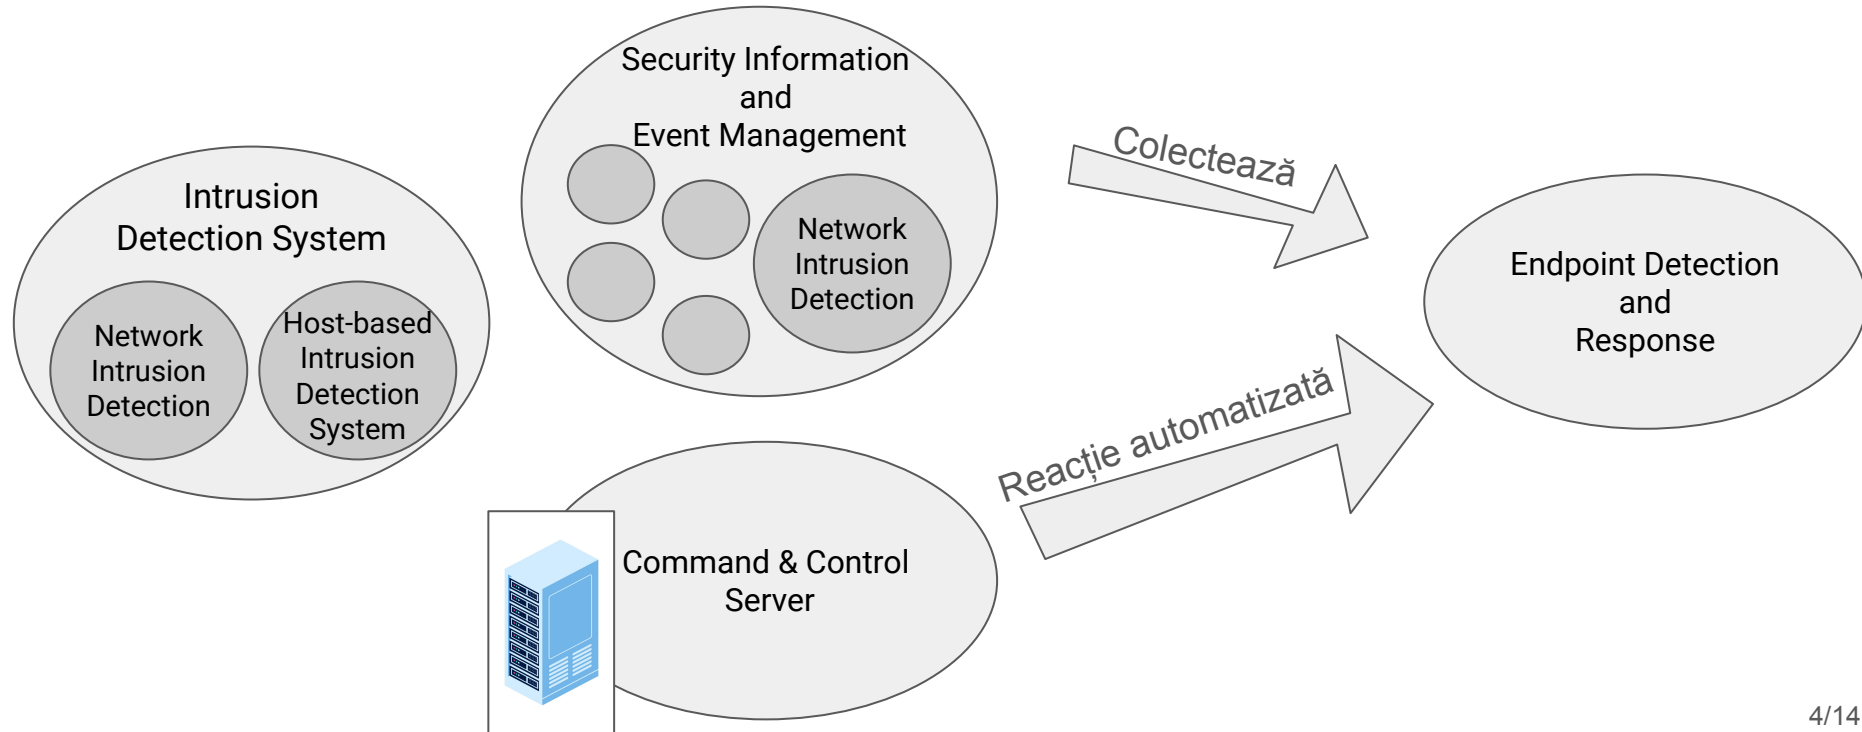 Security Information
and
Event Management
Network
Intrusion
Detection
Intrusion
Detection System
Network
Intrusion
Detection
Host-based
Intrusion
Detection
System
Colectează
Endpoint Detection
and
Response
Reacție automatizată
Command & Control
Server
4/14